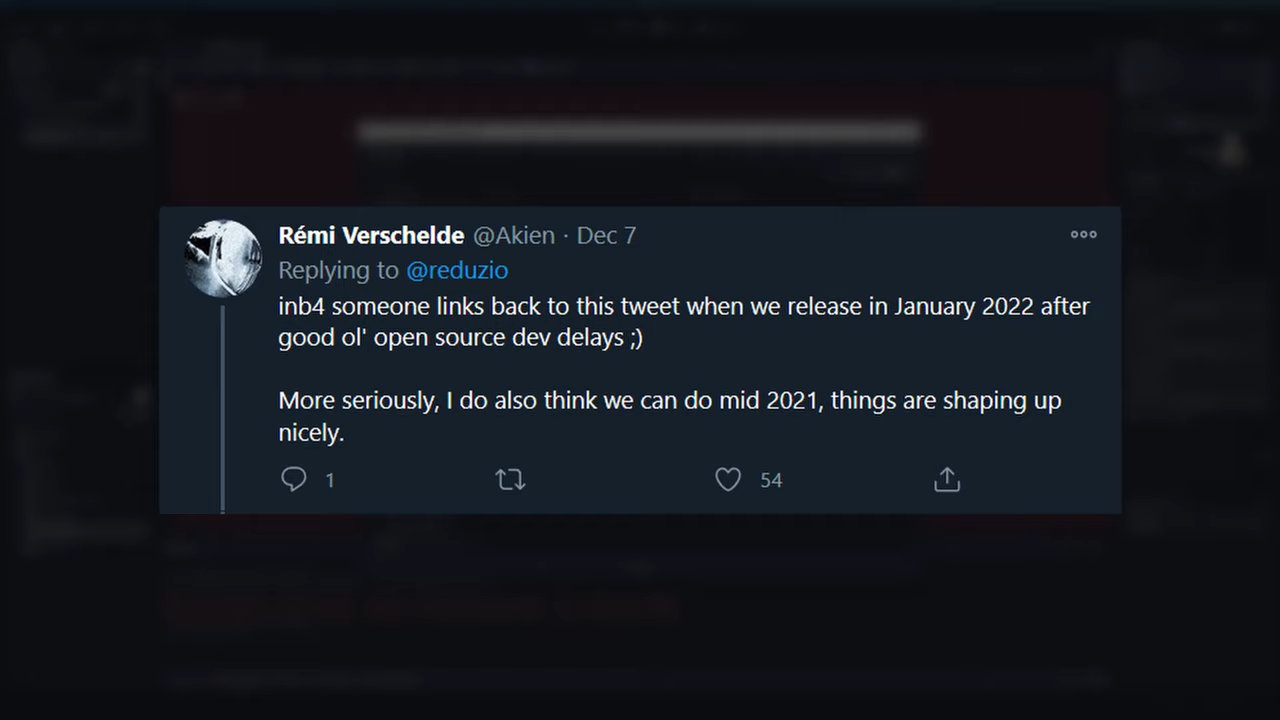 Rémi Verschelde @Akien · Dec 7
Replying to @reduzio
inb4 someone links back to this tweet when we release in January 2022 after
good ol' open source dev delays ;)
More seriously, I do also think we can do mid 2021, things are shaping up
nicely.
1 54